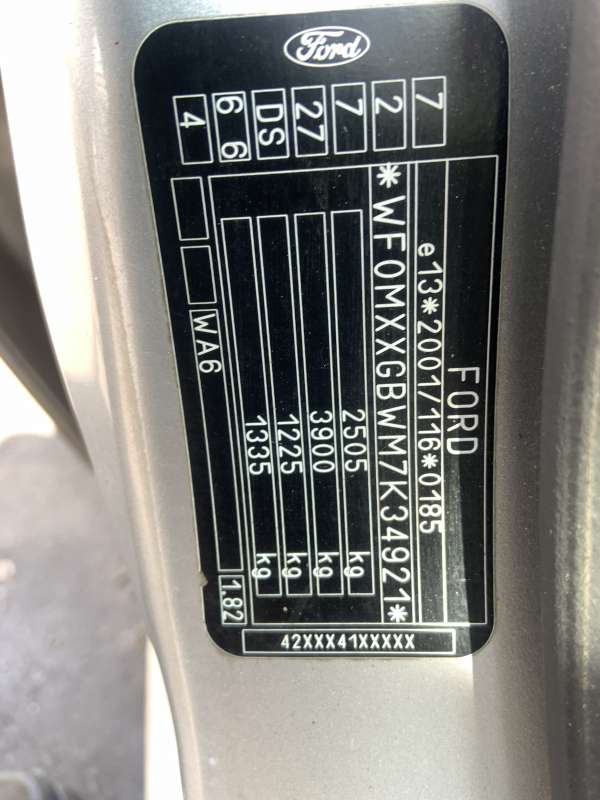 Ford
FORD
e13*2001/116*0185
*WF0MXXGBWM7K34921*
2505 kg
3900 kg
1225 kg
1335 kg
1.82
WA6
7
2
7
27
DS
6 6
4
42XXX41XXXXX